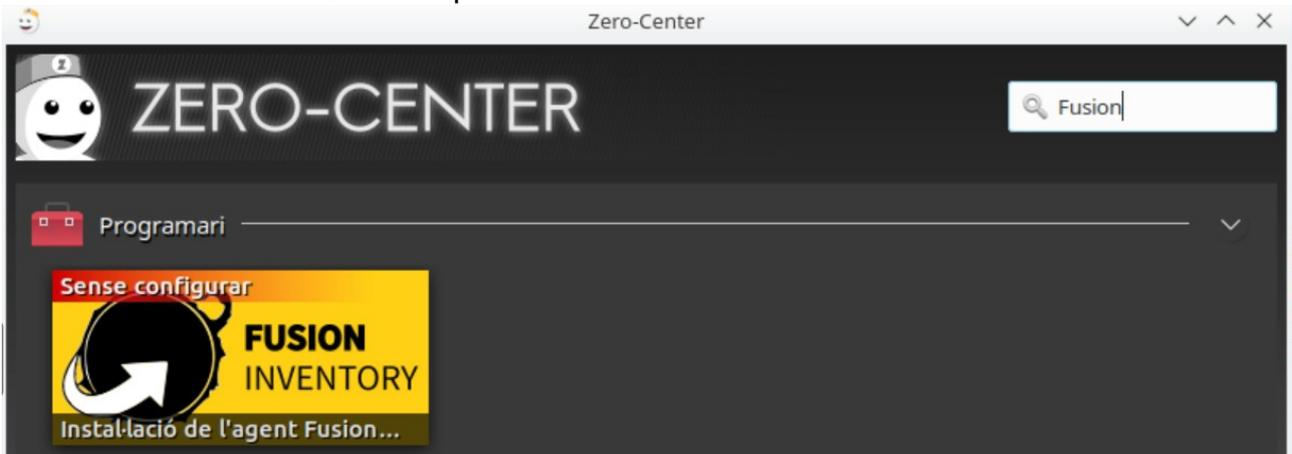 Zero-Center
Z
ZERO-CENTER
Fusion
Programari
Sense configurar
FUSION
INVENTORY
Instal·lació de l'agent Fusion...